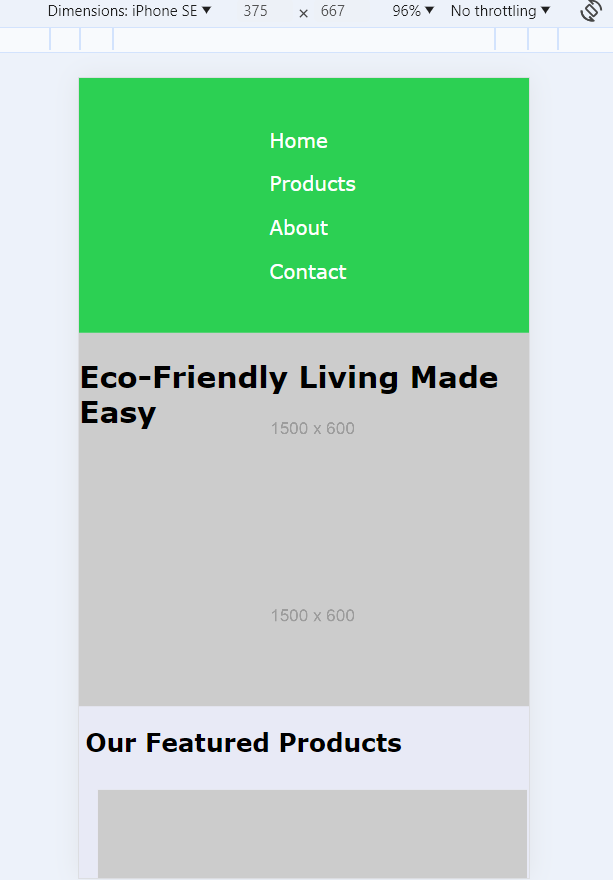 Dimensions: iPhone SE 375 × 667 96% No throttling
Home
Products
About
Contact
Eco-Friendly Living Made
Easy
1500 x 600
1500 x 600
Our Featured Products